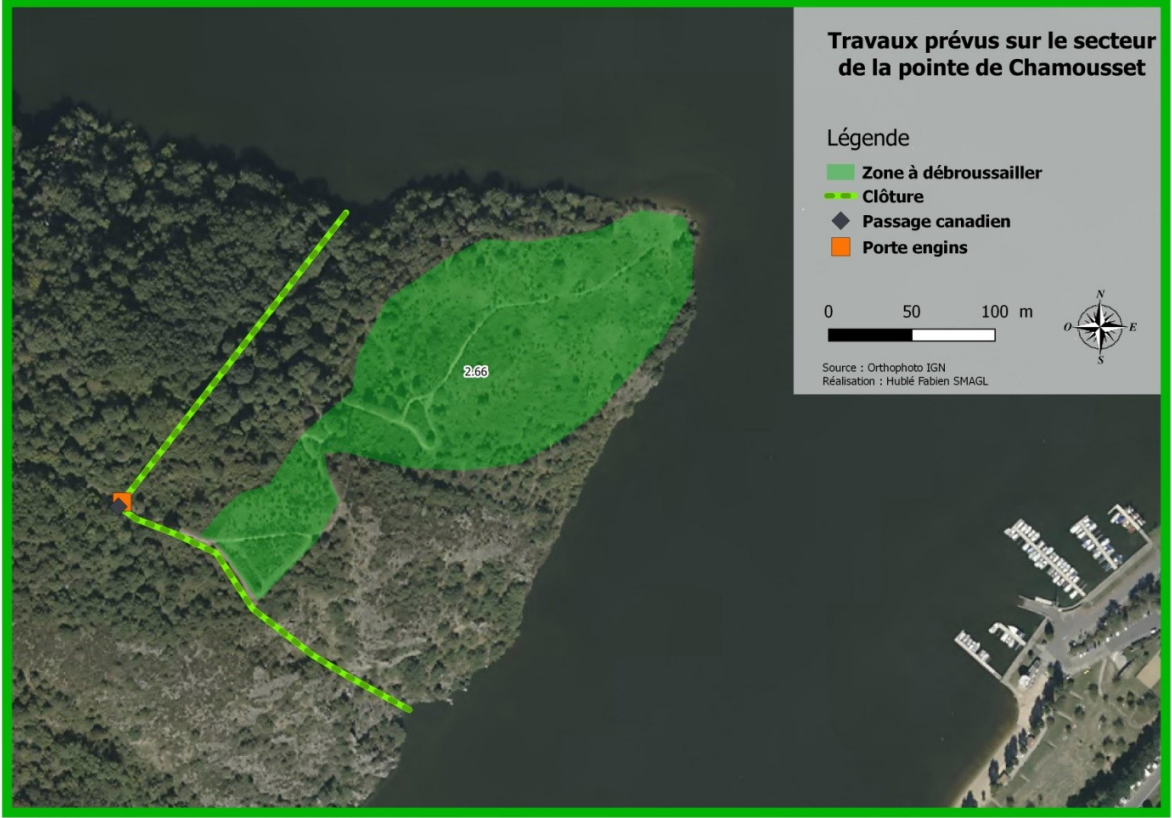 Travaux prévus sur le secteur
de la pointe de Chamousset
Légende
Zone à débroussailler
Clôture
Passage canadien
Porte engins
0 50 100 m
N
O E
S
Source : Orthophoto IGN
Réalisation : Hublé Fabien SMAGL
2.66